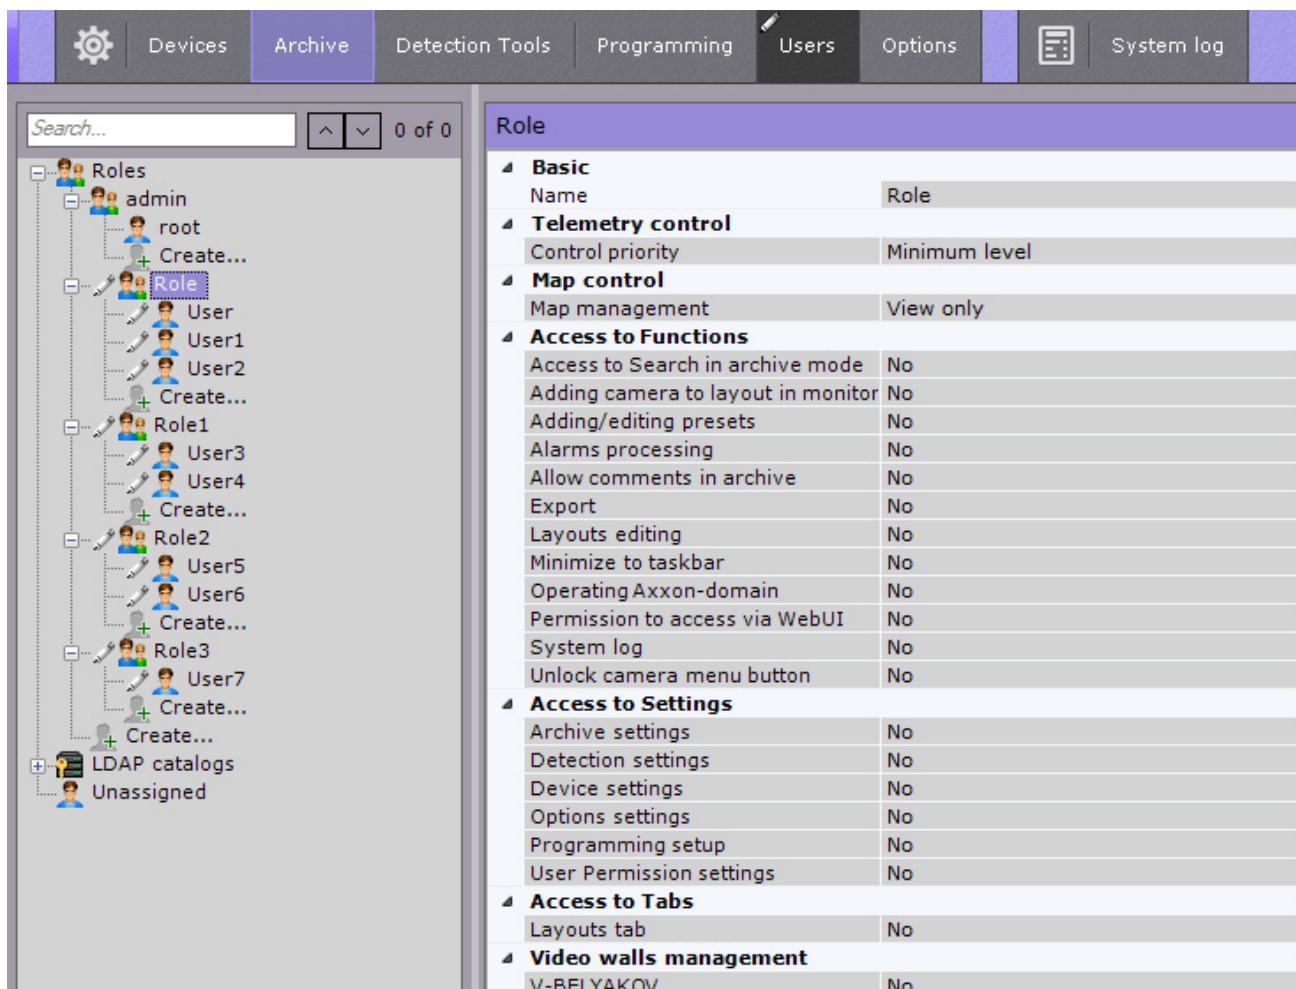 Devices Archive Detection Tools Programming Users Options System log
Search... 0 of 0
Roles
admin
root
Create...
Role
User
User1
User2
Create...
Role1
User3
User4
Create...
Role2
User5
User6
Create...
Role3
User7
Create...
Create...
LDAP catalogs
Unassigned
Role
Basic
Name Role
Telemetry control
Control priority Minimum level
Map control
Map management View only
Access to Functions
Access to Search in archive mode No
Adding camera to layout in monitor No
Adding/editing presets No
Alarms processing No
Allow comments in archive No
Export No
Layouts editing No
Minimize to taskbar No
Operating Axxon-domain No
Permission to access via WebUI No
System log No
Unlock camera menu button No
Access to Settings
Archive settings No
Detection settings No
Device settings No
Options settings No
Programming setup No
User Permission settings No
Access to Tabs
Layouts tab No
Video walls management
V-BELYAKOV No